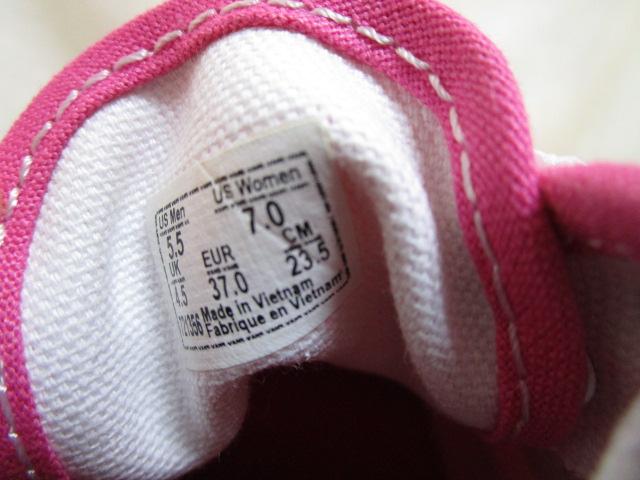 US Men US Women
5.5 7.0
UK EUR CM
4.5 37.0 23.5
721356 Made in Vietnam
Fabrique en Vietnam